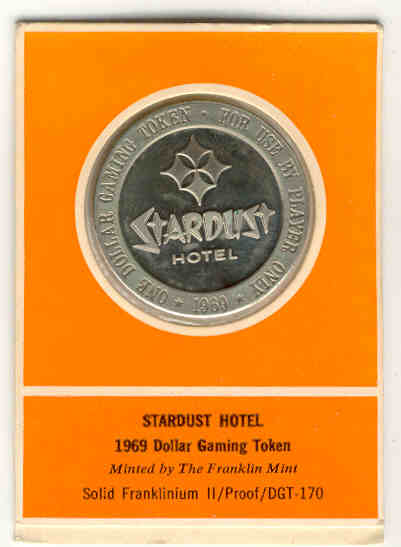 ONE DOLLAR GAMING TOKEN • FOR USE BY PLAYER ONLY
★ 1969 ★
STARDUST
HOTEL
STARDUST HOTEL
1969 Dollar Gaming Token
Minted by The Franklin Mint
Solid Franklinium II/Proof/DGT-170